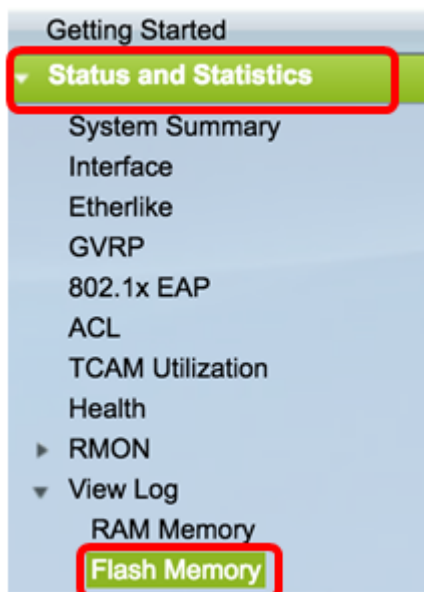 Getting Started
Status and Statistics
System Summary
Interface
Etherlike
GVRP
802.1x EAP
ACL
TCAM Utilization
Health
RMON
View Log
RAM Memory
Flash Memory